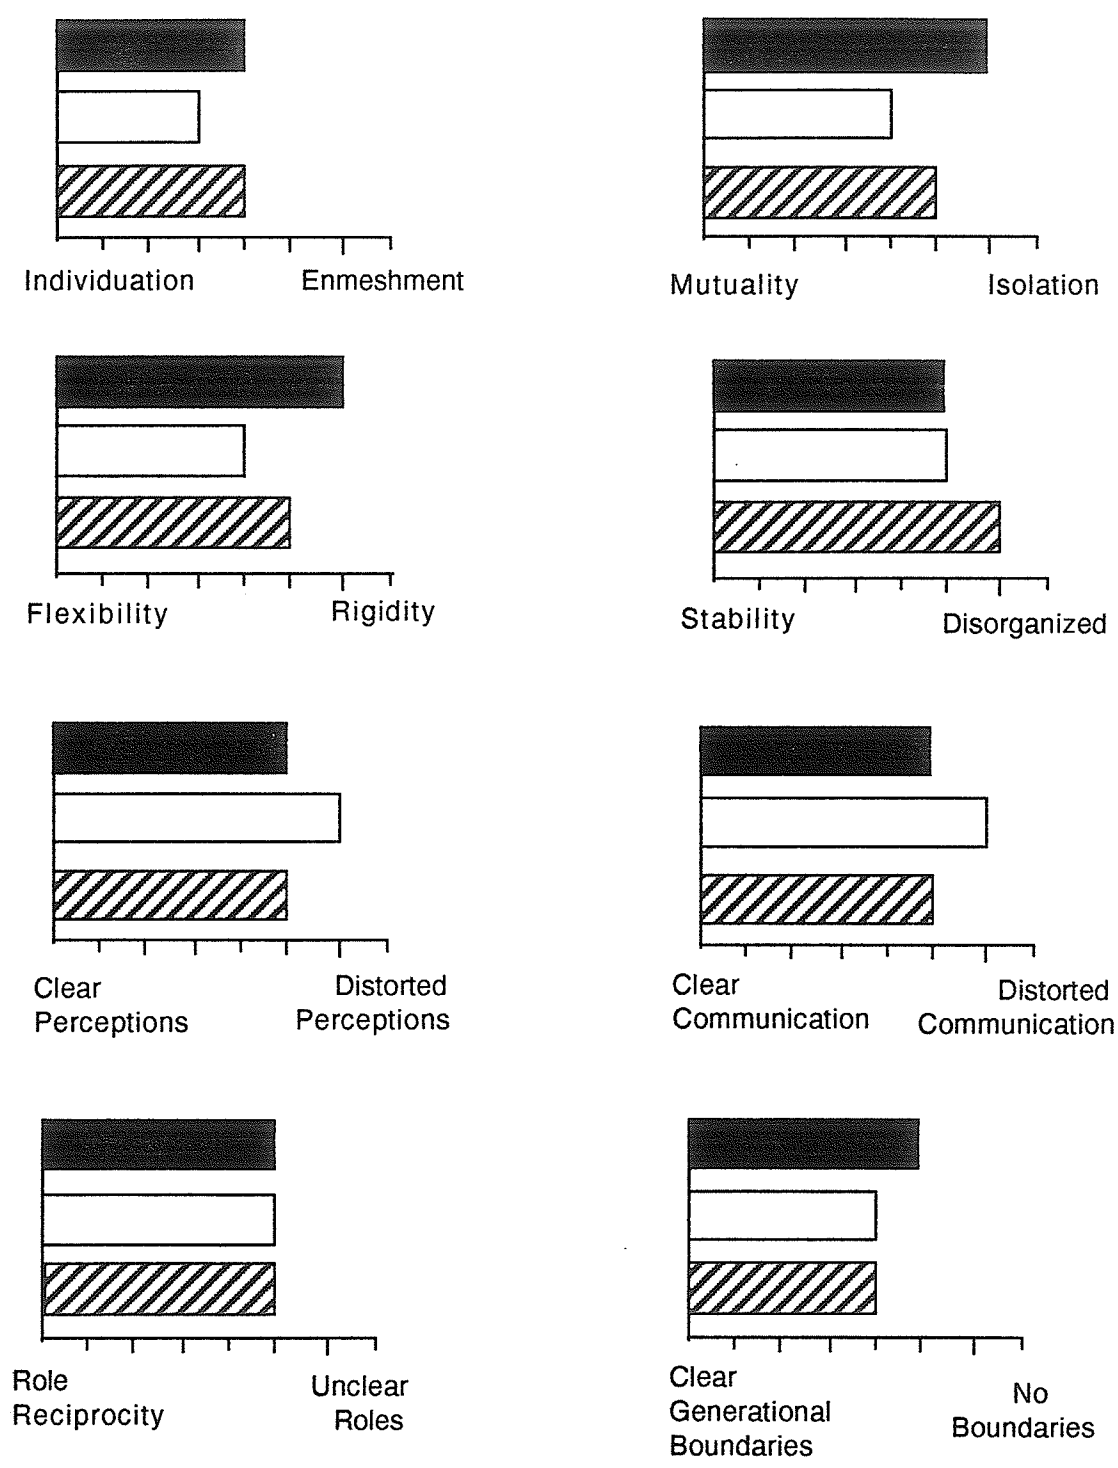 Individuation
Enmeshment
Mutuality
Isolation
Flexibility
Rigidity
Stability
Disorganized
Clear
Perceptions
Distorted
Perceptions
Clear
Communication
Distorted
Communication
Role
Reciprocity
Unclear
Roles
Clear
Generational
Boundaries
No
Boundaries